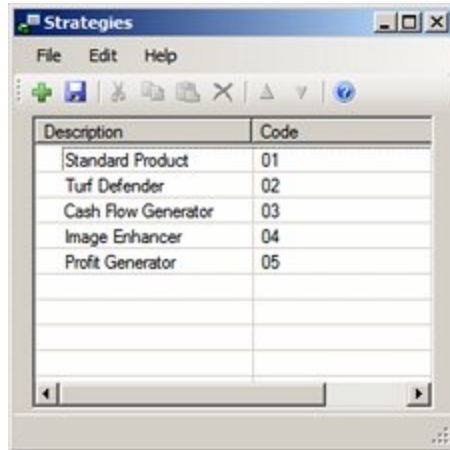 Strategies
File Edit Help
Description Code
Standard Product 01
Turf Defender 02
Cash Flow Generator 03
Image Enhancer 04
Profit Generator 05